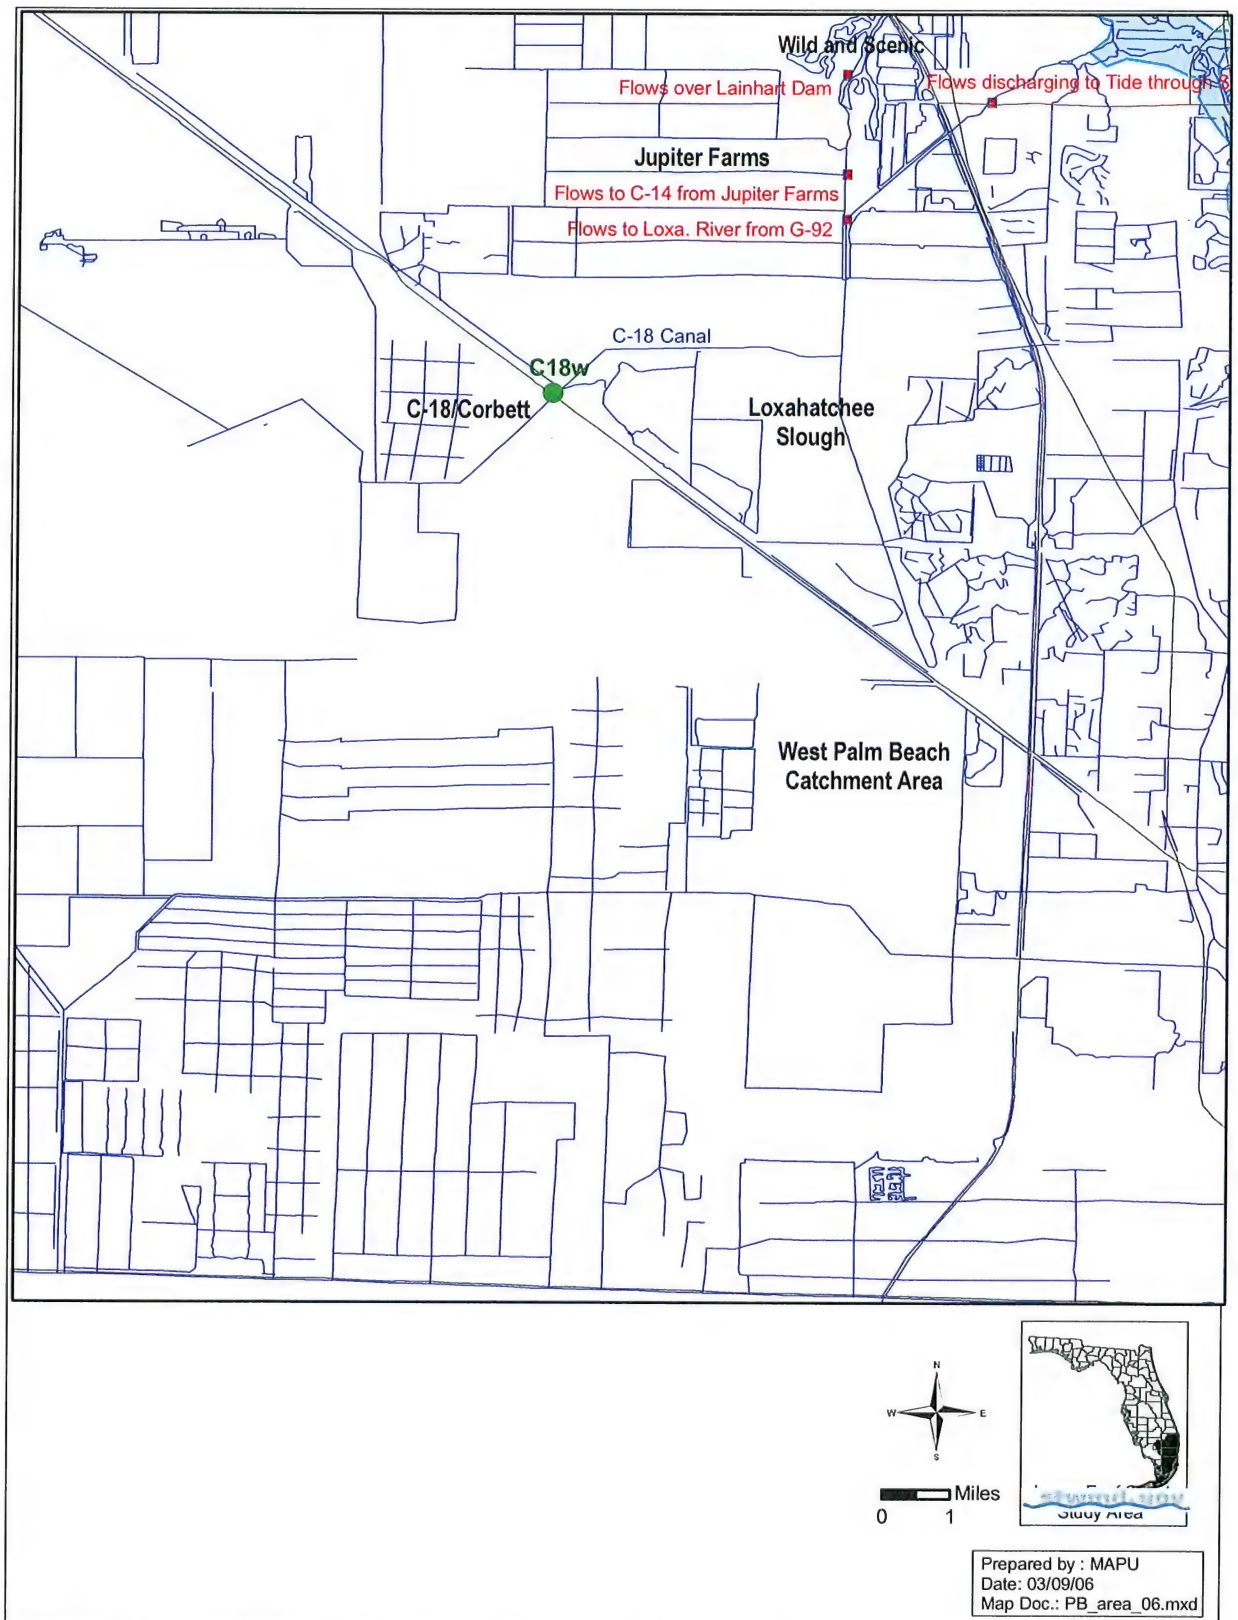 Wild and Scenic
Flows over Lainhart Dam
Flows discharging to Tide through S
Jupiter Farms
Flows to C-14 from Jupiter Farms
Flows to Loxa. River from G-92
C-18 Canal
C18w
C-18/Corbett
Loxahatchee
Slough
West Palm Beach
Catchment Area
N
W
E
S
Miles
0 1
sfwmd.gov
Study Area
Prepared by : MAPU
Date: 03/09/06
Map Doc.: PB_area_06.mxd